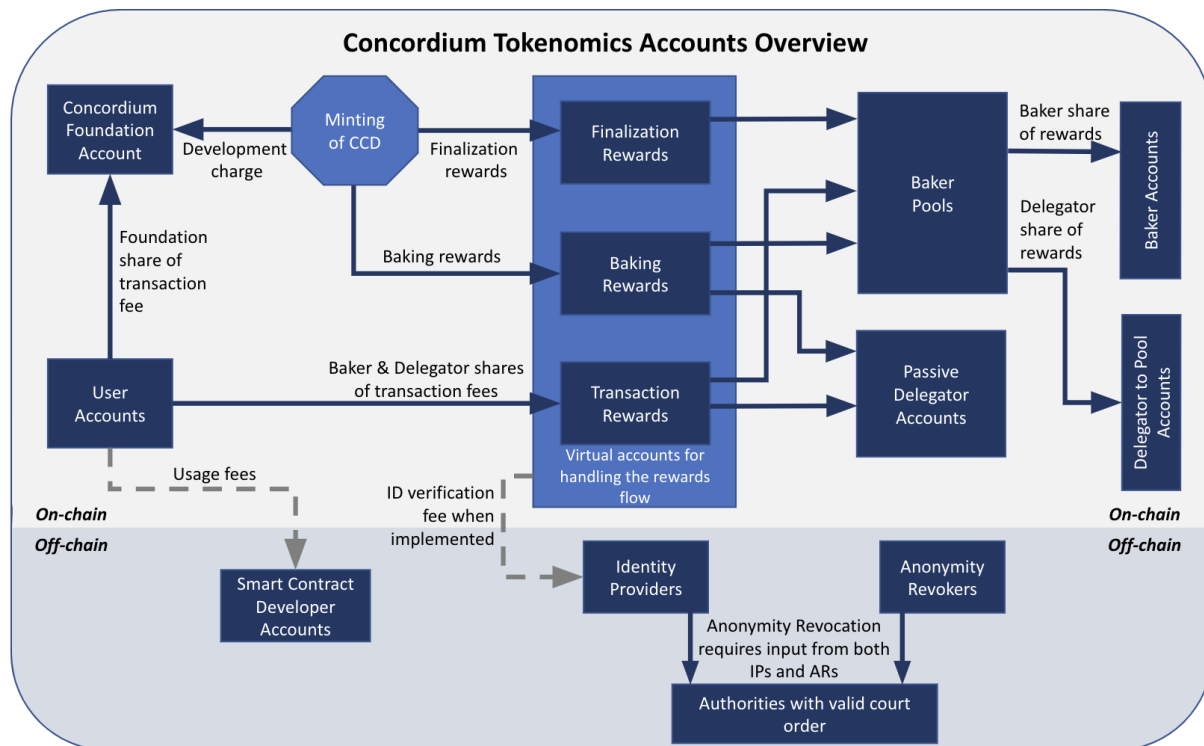 Concordium Tokenomics Accounts Overview
Concordium
Foundation
Account
Development
charge
Minting
of CCD
Finalization
rewards
Finalization
Rewards
Baker
Pools
Baker share
of rewards
Baker Accounts
Foundation
share of
transaction
fee
Baking rewards
Baking
Rewards
Delegator
share of
rewards
User
Accounts
Baker & Delegator shares
of transaction fees
Transaction
Rewards
Passive
Delegator
Accounts
Delegator to Pool
Accounts
Virtual accounts for
handling the rewards
flow
Usage fees
ID verification
fee when
implemented
On-chain
On-chain
Off-chain
Off-chain
Smart Contract
Developer
Accounts
Identity
Providers
Anonymity
Revokers
Anonymity Revocation
requires input from both
IPs and ARs
Authorities with valid court
order